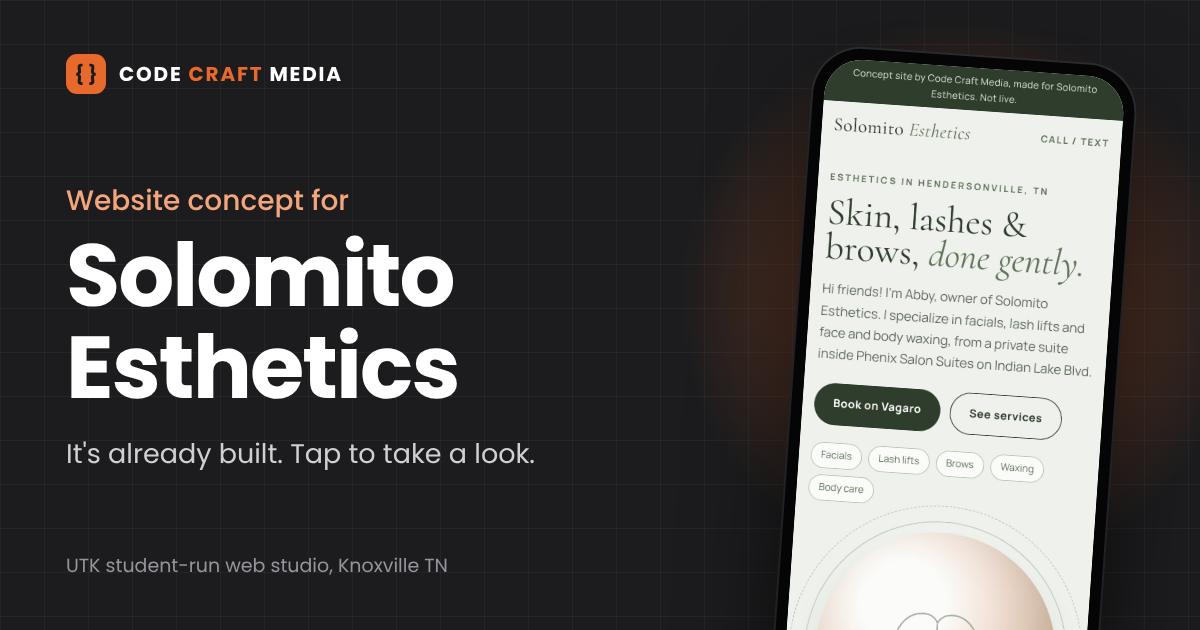 { }
CODE CRAFT MEDIA
Website concept for
Solomito
Esthetics
It's already built. Tap to take a look.
UTK student-run web studio, Knoxville TN
Concept site by Code Craft Media, made for Solomito
Esthetics. Not live.
Solomito Esthetics
CALL / TEXT
ESTHETICS IN HENDERSONVILLE, TN
Skin, lashes &
brows, done gently.
Hi friends! I'm Abby, owner of Solomito
Esthetics. I specialize in facials, lash lifts and
face and body waxing, from a private suite
inside Phenix Salon Suites on Indian Lake Blvd.
Book on Vagaro
See services
Facials
Lash lifts
Brows
Waxing
Body care